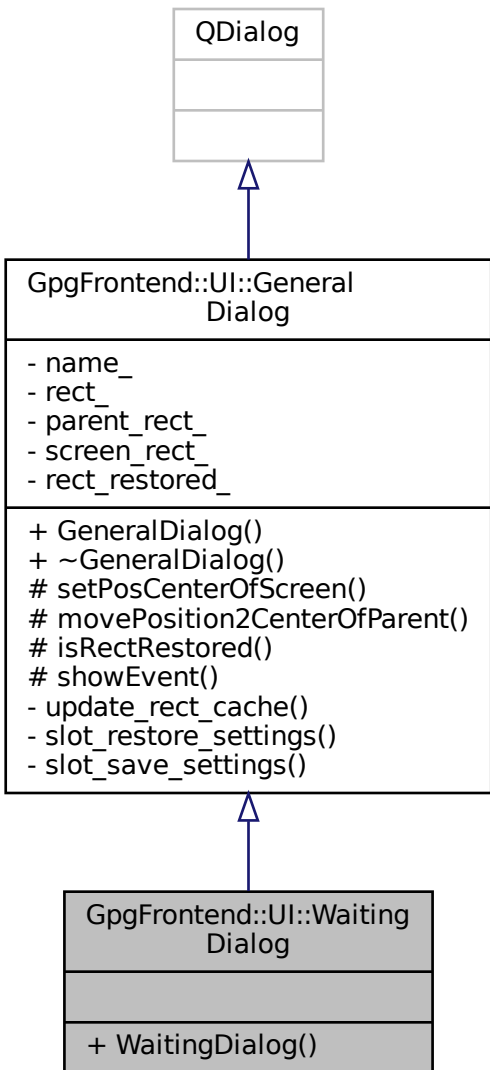 QDialog
GpgFrontend::UI::General
Dialog
- name_
- rect_
- parent_rect_
- screen_rect_
- rect_restored_
+ GeneralDialog()
+ ~GeneralDialog()
# setPosCenterOfScreen()
# movePosition2CenterOfParent()
# isRectRestored()
# showEvent()
- update_rect_cache()
- slot_restore_settings()
- slot_save_settings()
GpgFrontend::UI::Waiting
Dialog
+ WaitingDialog()